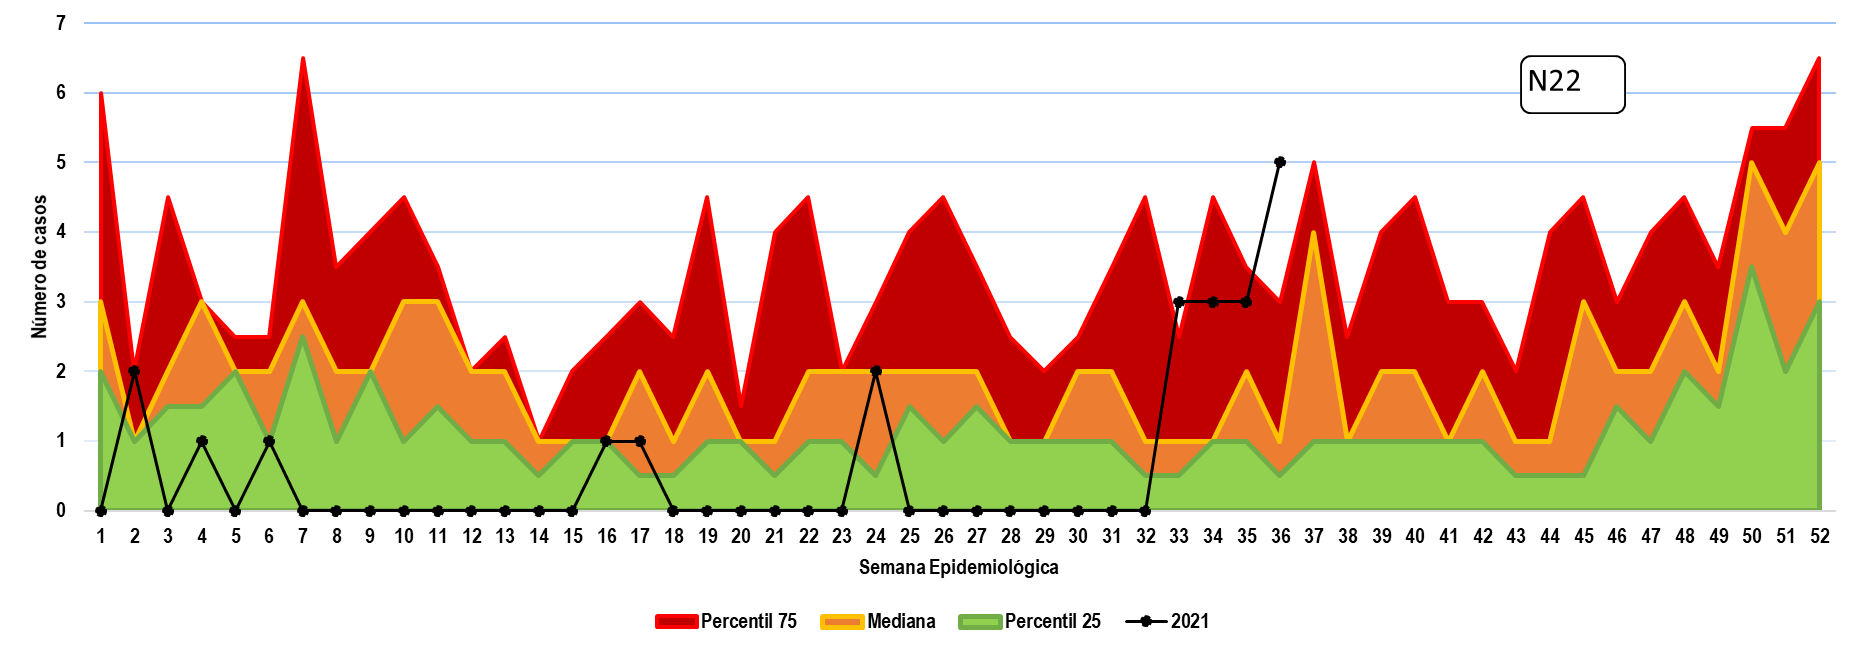 7
N22
6
5
4
3
2
1
0
Número de casos
1 2 3 4 5 6 7 8 9 10 11 12 13 14 15 16 17 18 19 20 21 22 23 24 25 26 27 28 29 30 31 32 33 34 35 36 37 38 39 40 41 42 43 44 45 46 47 48 49 50 51 52
Semana Epidemiológica
Percentil 75 Mediana Percentil 25 2021